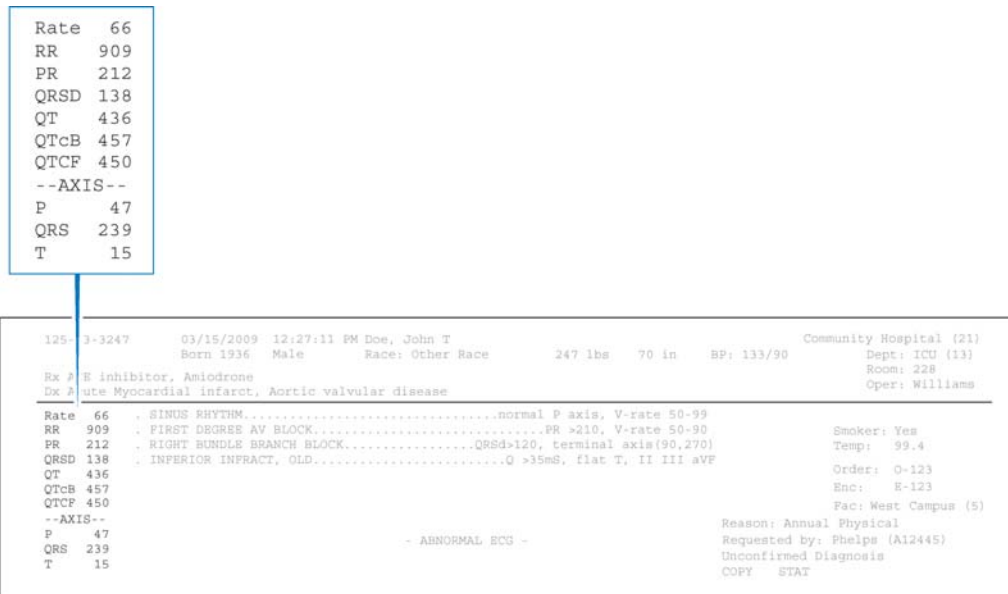 Rate 66
RR 909
PR 212
QRSD 138
QT 436
QTcB 457
QTCF 450
--AXIS--
P 47
QRS 239
T 15
125- 3-3247 03/15/2009 12:27:11 PM Doe, John T Community Hospital (21)
Born 1936 Male Race: Other Race 247 lbs 70 in BP: 133/90 Dept: ICU (13)
Room: 228
Rx A E inhibitor, Amiodrone Oper: Williams
Dx A ute Myocardial infarct, Aortic valvular disease
Rate 66 . SINUS RHYTHM................................normal P axis, V-rate 50-99
RR 909 . FIRST DEGREE AV BLOCK.............................PR >210, V-rate 50-90 Smoker: Yes
PR 212 . RIGHT BUNDLE BRANCH BLOCK.................QRSd>120, terminal axis(90,270) Temp: 99.4
QRSD 138 . INFERIOR INFRACT, OLD........................Q >35mS, flat T, II III aVF
QT 436 Order: O-123
QTcB 457 Enc: E-123
QTCF 450 Fac: West Campus (5)
--AXIS-- Reason: Annual Physical
P 47 - ABNORMAL ECG - Requested by: Phelps (A12445)
QRS 239 Unconfirmed Diagnosis
T 15 COPY STAT